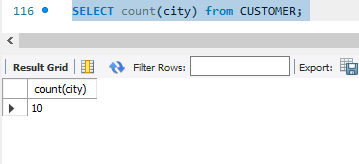 116 SELECT count(city) from CUSTOMER;
Result Grid Filter Rows: Export:
count(city)
10